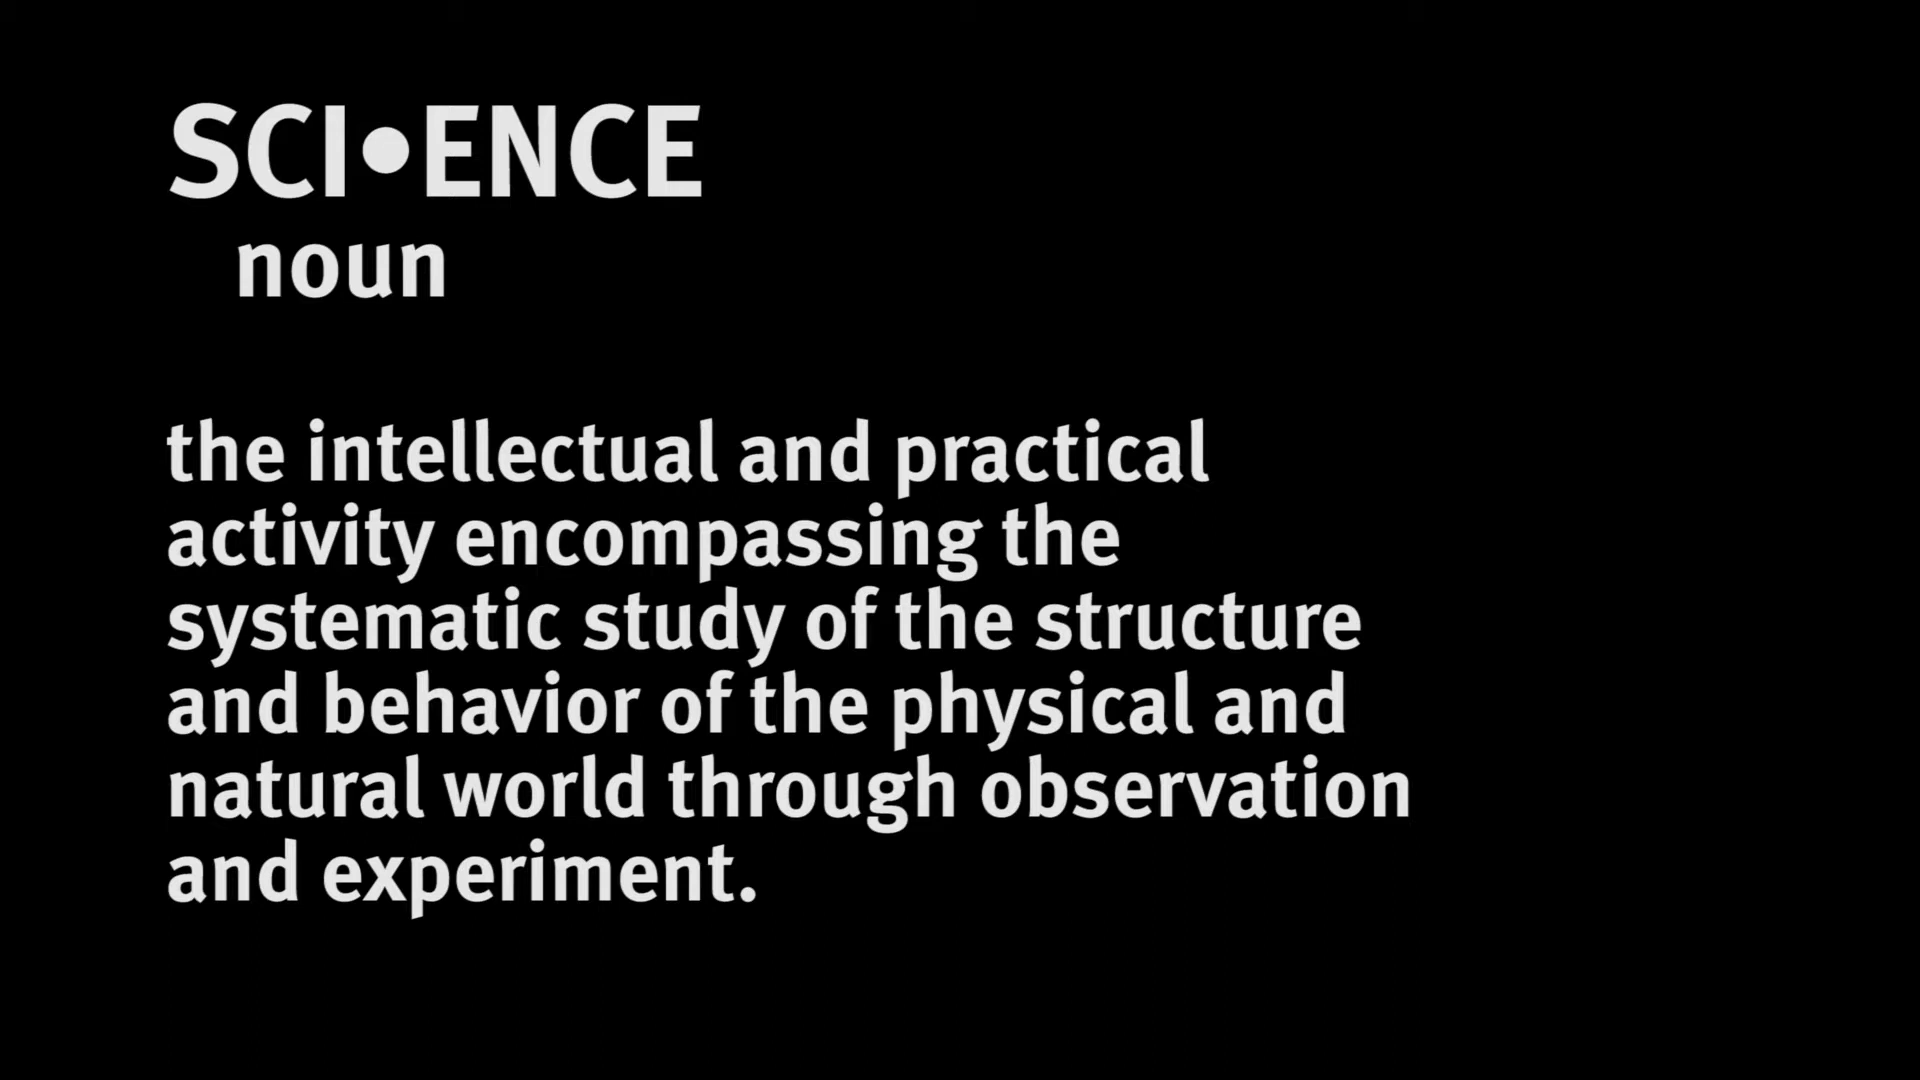 SCI•ENCE
noun
the intellectual and practical
activity encompassing the
systematic study of the structure
and behavior of the physical and
natural world through observation
and experiment.